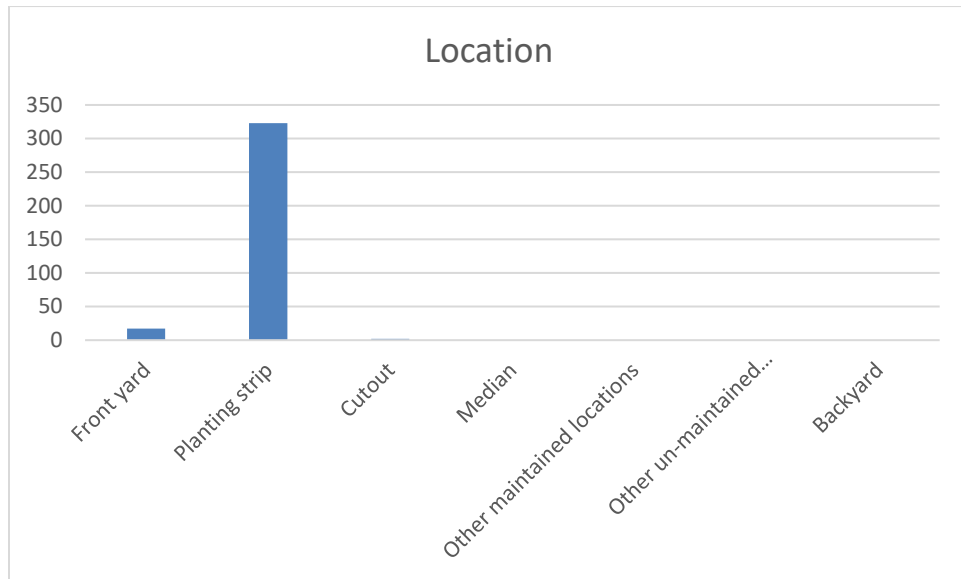 Location
350
300
250
200
150
100
50
0
Front yard
Planting strip
Cutout
Median
Other maintained locations
Other un-maintained...
Backyard